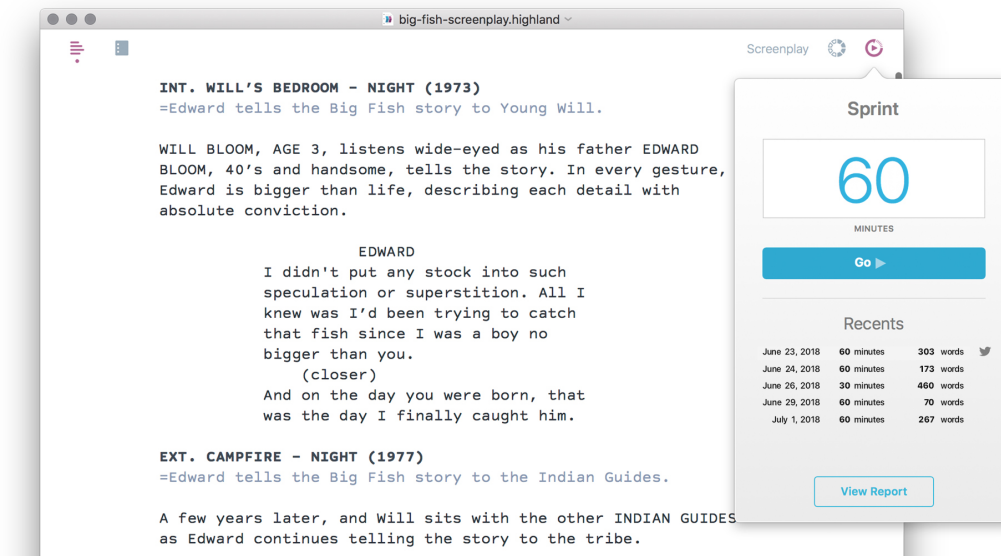 big-fish-screenplay.highland
Screenplay
INT. WILL’S BEDROOM – NIGHT (1973)
=Edward tells the Big Fish story to Young Will.
WILL BLOOM, AGE 3, listens wide-eyed as his father EDWARD
BLOOM, 40’s and handsome, tells the story. In every gesture,
Edward is bigger than life, describing each detail with
absolute conviction.
EDWARD
I didn't put any stock into such
speculation or superstition. All I
knew was I’d been trying to catch
that fish since I was a boy no
bigger than you.
(closer)
And on the day you were born, that
was the day I finally caught him.
EXT. CAMPFIRE – NIGHT (1977)
=Edward tells the Big Fish story to the Indian Guides.
A few years later, and Will sits with the other INDIAN GUIDES
as Edward continues telling the story to the tribe.
Sprint
60
MINUTES
Go
Recents
June 23, 2018 60 minutes 303 words
June 24, 2018 60 minutes 173 words
June 26, 2018 30 minutes 460 words
June 29, 2018 60 minutes 70 words
July 1, 2018 60 minutes 267 words
View Report